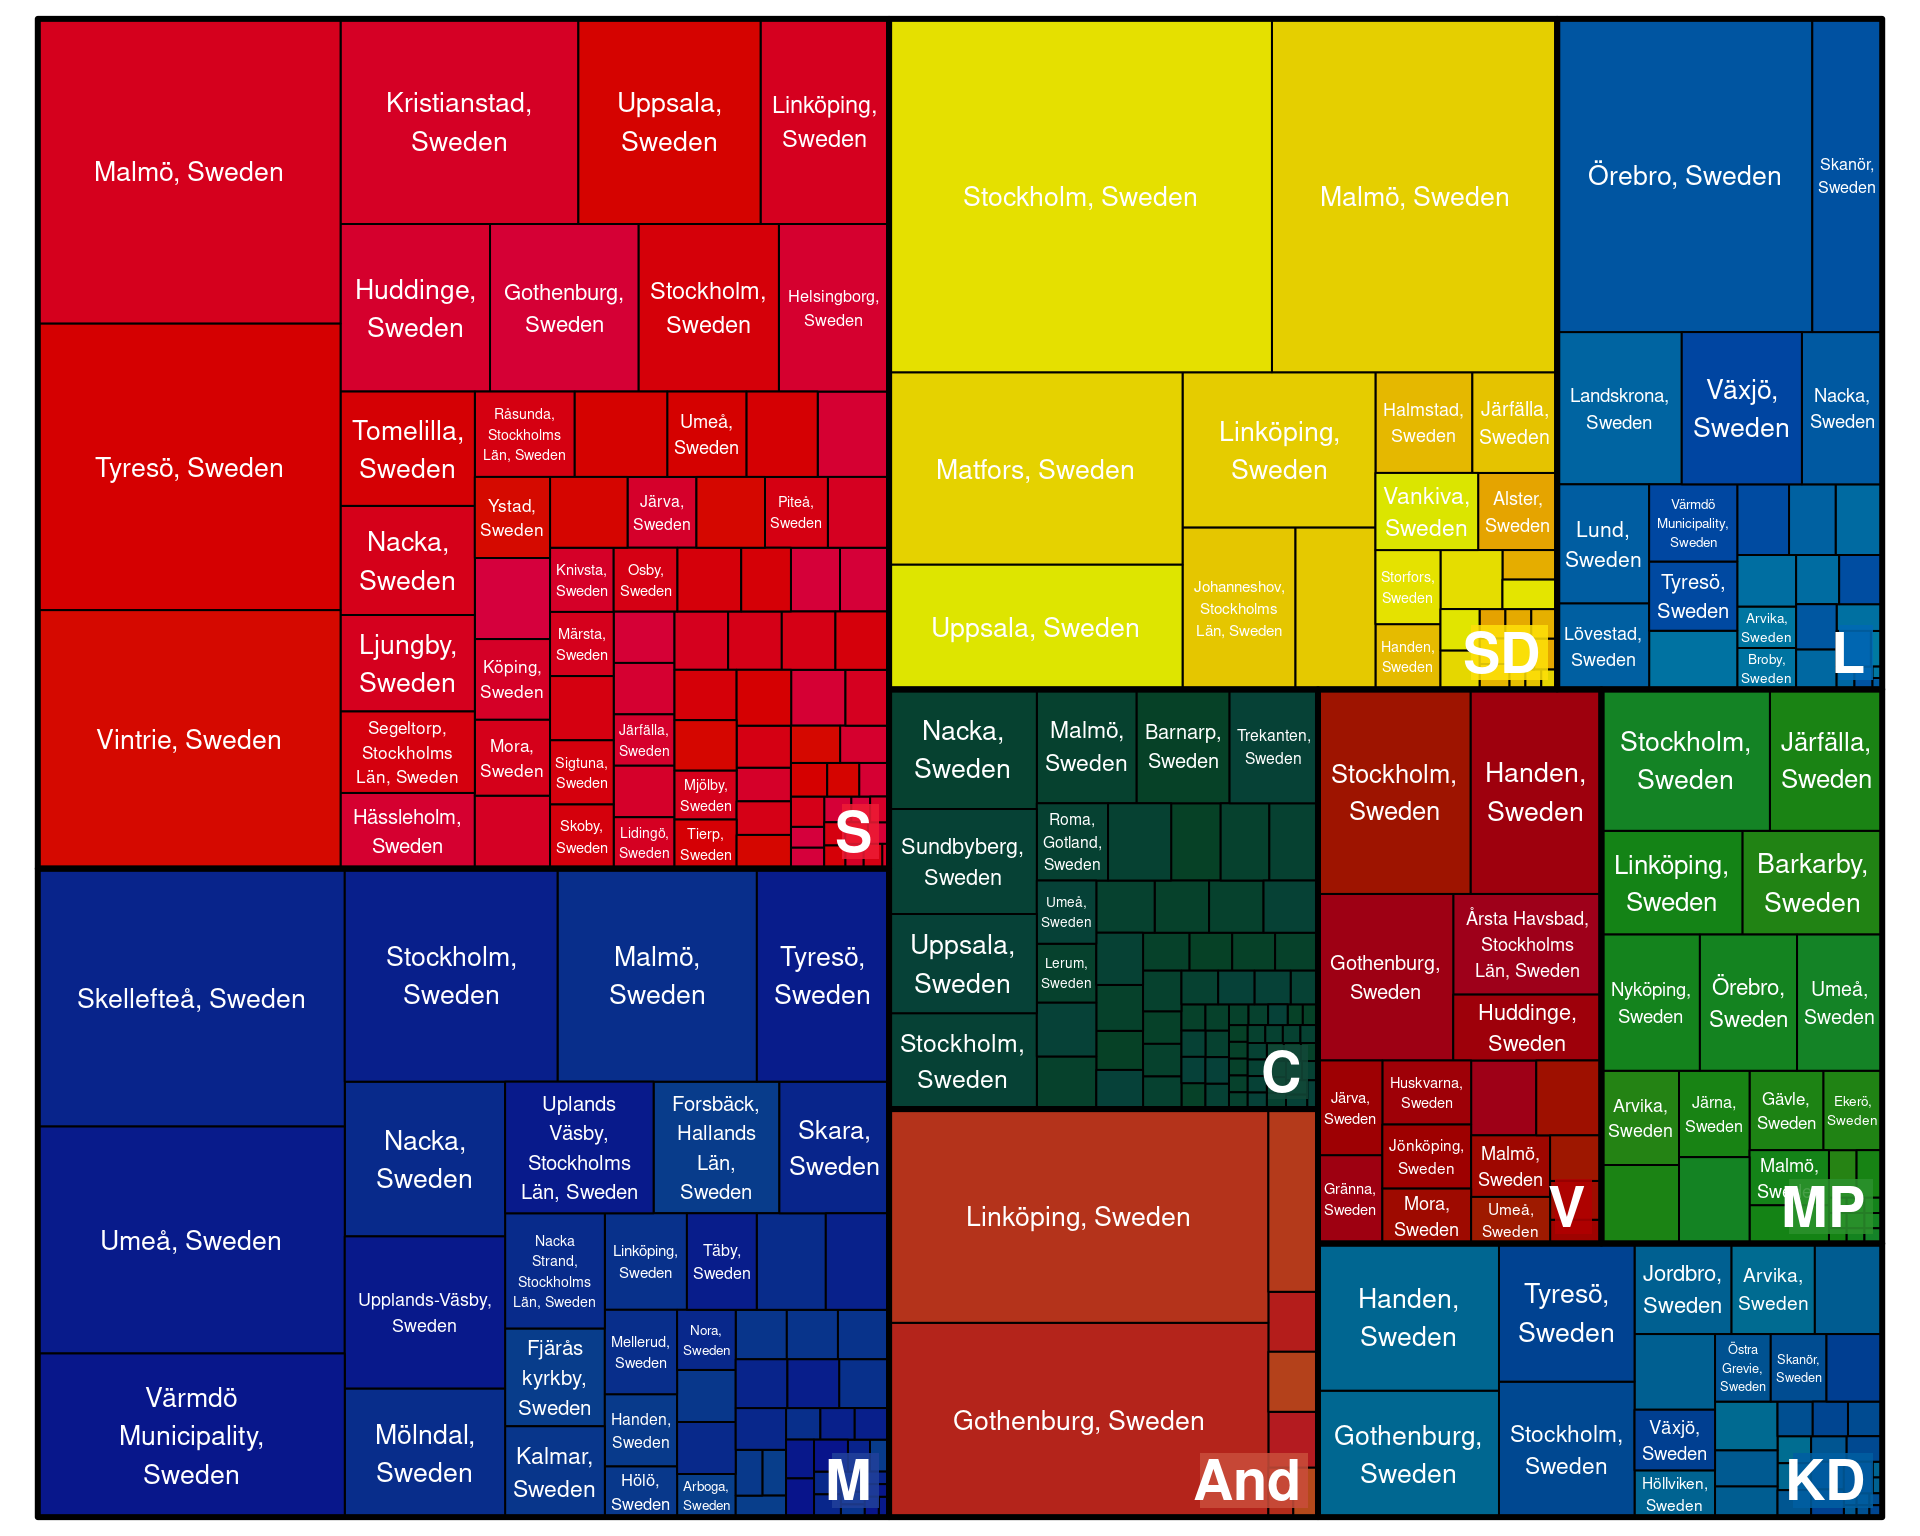 Malmö, Sweden
Tyresö, Sweden
Vintrie, Sweden
Kristianstad,
Sweden
Uppsala,
Sweden
Linköping,
Sweden
Huddinge,
Sweden
Gothenburg,
Sweden
Stockholm,
Sweden
Helsingborg,
Sweden
Tomelilla,
Sweden
Råsunda,
Stockholms
Län, Sweden
Umeå,
Sweden
Nacka,
Sweden
Ystad,
Sweden
Järva,
Sweden
Piteå,
Sweden
Knivsta,
Sweden
Osby,
Sweden
Ljungby,
Sweden
Köping,
Sweden
Märsta,
Sweden
Segeltorp,
Stockholms
Län, Sweden
Mora,
Sweden
Järfälla,
Sweden
Sigtuna,
Sweden
Mjölby,
Sweden
Hässleholm,
Sweden
Skoby,
Sweden
Lidingö,
Sweden
Tierp,
Sweden
S
Skellefteå, Sweden
Umeå, Sweden
Värmdö
Municipality,
Sweden
Stockholm,
Sweden
Malmö,
Sweden
Tyresö,
Sweden
Nacka,
Sweden
Uplands
Väsby,
Stockholms
Län, Sweden
Forsbäck,
Hallands
Län,
Sweden
Skara,
Sweden
Upplands-Väsby,
Sweden
Nacka
Strand,
Stockholms
Län, Sweden
Linköping,
Sweden
Täby,
Sweden
Fjärås
kyrkby,
Sweden
Mellerud,
Sweden
Nora,
Sweden
Mölndal,
Sweden
Kalmar,
Sweden
Handen,
Sweden
Hölö,
Sweden
Arboga,
Sweden
M
Stockholm, Sweden
Malmö, Sweden
Matfors, Sweden
Uppsala, Sweden
Linköping,
Sweden
Johanneshov,
Stockholms
Län, Sweden
Halmstad,
Sweden
Järfälla,
Sweden
Vankiva,
Sweden
Alster,
Sweden
Storfors,
Sweden
Handen,
Sweden
SD
Örebro, Sweden
Skanör,
Sweden
Landskrona,
Sweden
Växjö,
Sweden
Nacka,
Sweden
Lund,
Sweden
Värmdö
Municipality,
Sweden
Tyresö,
Sweden
Lövestad,
Sweden
Arvika,
Sweden
Broby,
Sweden
L
Nacka,
Sweden
Malmö,
Sweden
Barnarp,
Sweden
Trekanten,
Sweden
Sundbyberg,
Sweden
Roma,
Gotland,
Sweden
Umeå,
Sweden
Uppsala,
Sweden
Lerum,
Sweden
Stockholm,
Sweden
C
Linköping, Sweden
Gothenburg, Sweden
And
Stockholm,
Sweden
Handen,
Sweden
Gothenburg,
Sweden
Årsta Havsbad,
Stockholms
Län, Sweden
Huddinge,
Sweden
Järva,
Sweden
Huskvarna,
Sweden
Jönköping,
Sweden
Malmö,
Sweden
Gränna,
Sweden
Mora,
Sweden
Umeå,
Sweden
V
Stockholm,
Sweden
Järfälla,
Sweden
Linköping,
Sweden
Barkarby,
Sweden
Nyköping,
Sweden
Örebro,
Sweden
Umeå,
Sweden
Arvika,
Sweden
Järna,
Sweden
Gävle,
Sweden
Ekerö,
Sweden
Malmö,
Sweden
MP
Handen,
Sweden
Tyresö,
Sweden
Jordbro,
Sweden
Arvika,
Sweden
Östra
Grevie,
Sweden
Skanör,
Sweden
Gothenburg,
Sweden
Stockholm,
Sweden
Växjö,
Sweden
Höllviken,
Sweden
KD